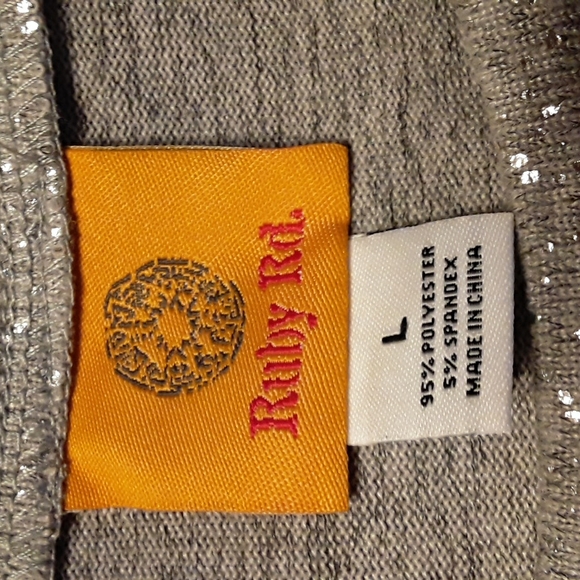 Ruby Rd.
L
95% POLYESTER
5% SPANDEX
MADE IN CHINA